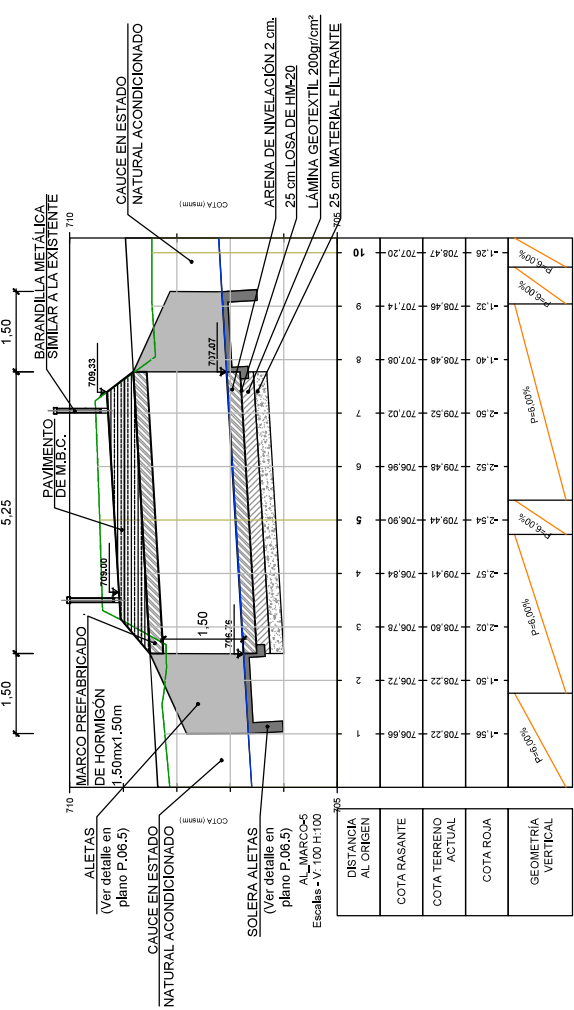 1,50
5,25
1,50
BARANDILLA METÁLICA
SIMILAR A LA EXISTENTE
CAUCE EN ESTADO
NATURAL ACONDICIONADO
PAVIMENTO
DE M.B.C.
709.33
709.00
MARCO PREFABRICADO
DE HORMIGÓN
1,50mx1.50m
ALETAS
(Ver detalle en
plano P.06.5)
CAUCE EN ESTADO
NATURAL ACONDICIONADO
SOLERA ALETAS
(Ver detalle en
plano P.06.5)
ARENA DE NIVELACIÓN 2 cm.
25 cm LOSA DE HM-20
LÁMINA GEOTEXTIL 200gr/cm²
25 cm MATERIAL FILTRANTE
707.07
706.76
1,50
710
710
705
705
COTA (msnm)
COTA (msnm)
AL_MARCO-5
Escalas - V: 100 H:100
DISTANCIA
AL ORIGEN
1 2 3 4 5 6 7 8 9 10
COTA RASANTE
706,66 706,72 706,78 706,84 706,90 706,96 707,02 707,08 707,14 707,20
COTA TERRENO
ACTUAL
708,22 708,22 708,80 709,41 709,44 709,48 709,52 708,48 708,46 708,47
COTA ROJA
-1,56 -1,50 -2,02 -2,57 -2,54 -2,52 -2,50 -1,40 -1,32 -1,26
GEOMETRÍA
VERTICAL
P=6,00% P=6,00% P=6,00% P=6,00% P=6,00% P=6,00%